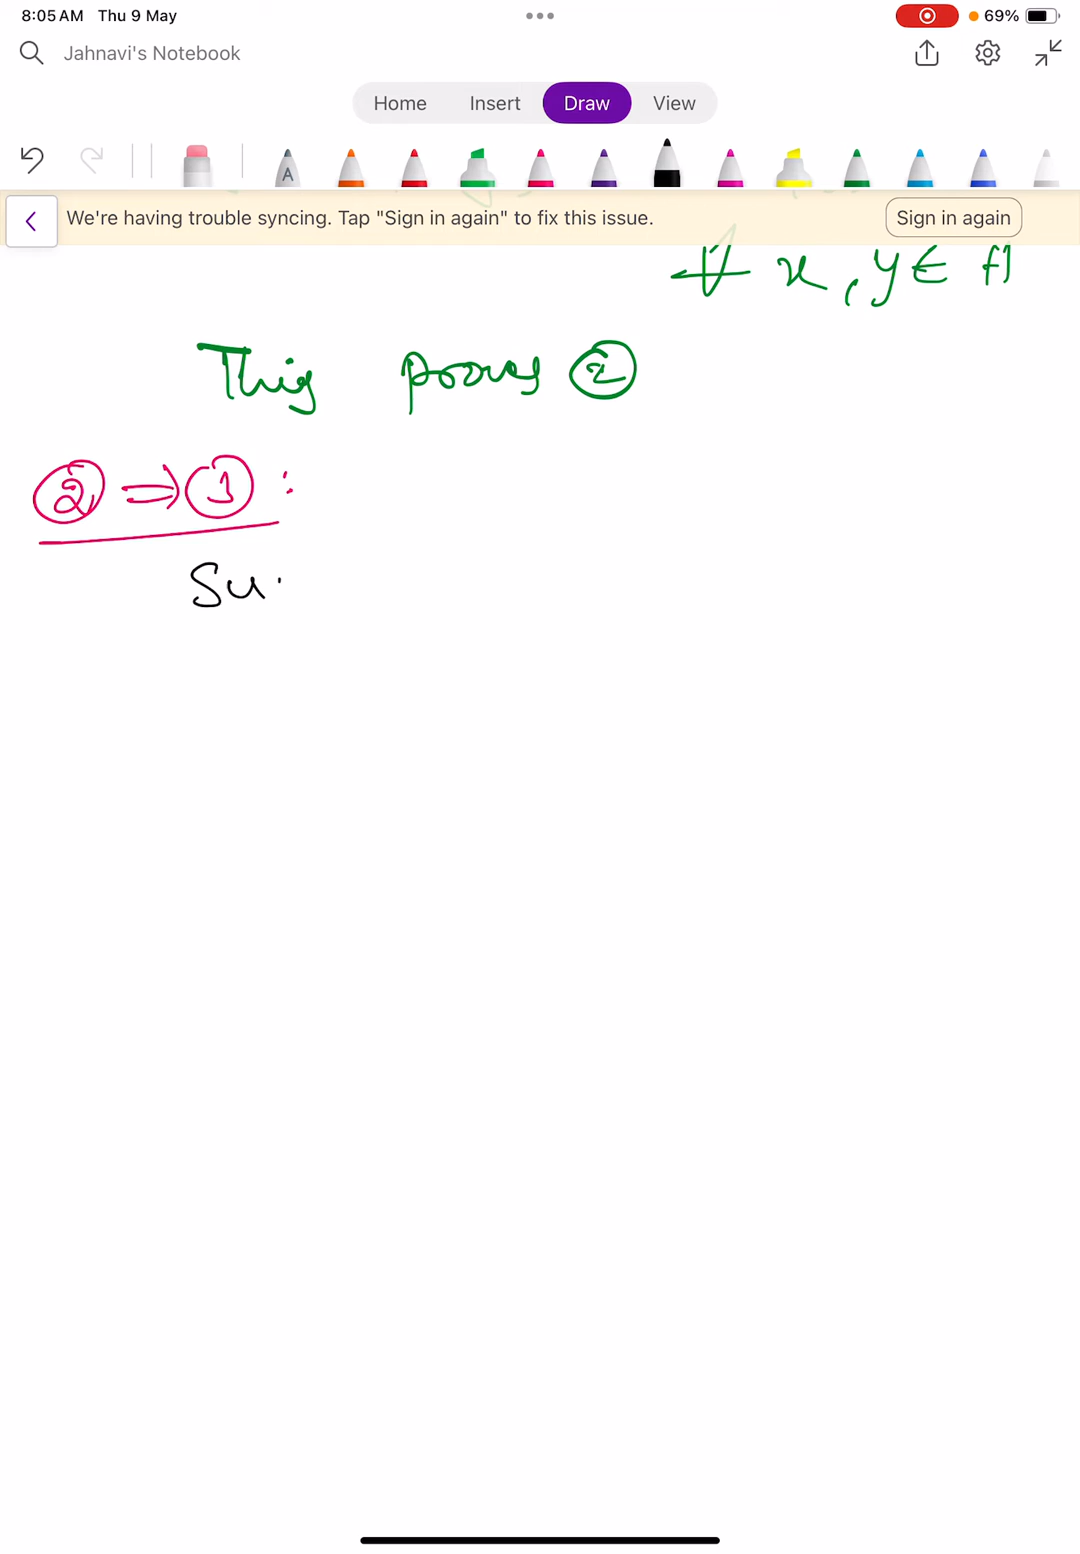 8:05 AM Thu 9 May 69%
Jahnavi's Notebook
Home Insert Draw View
A
We're having trouble syncing. Tap "Sign in again" to fix this issue. Sign in again
∀ x, y ∈ A
This proves ②
② ⇒ ① :
Su